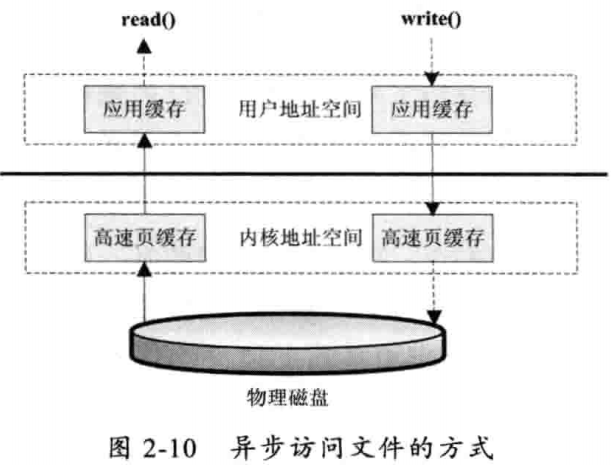 read() write()
应用缓存 用户地址空间 应用缓存
高速页缓存 内核地址空间 高速页缓存
物理磁盘
图 2-10 异步访问文件的方式